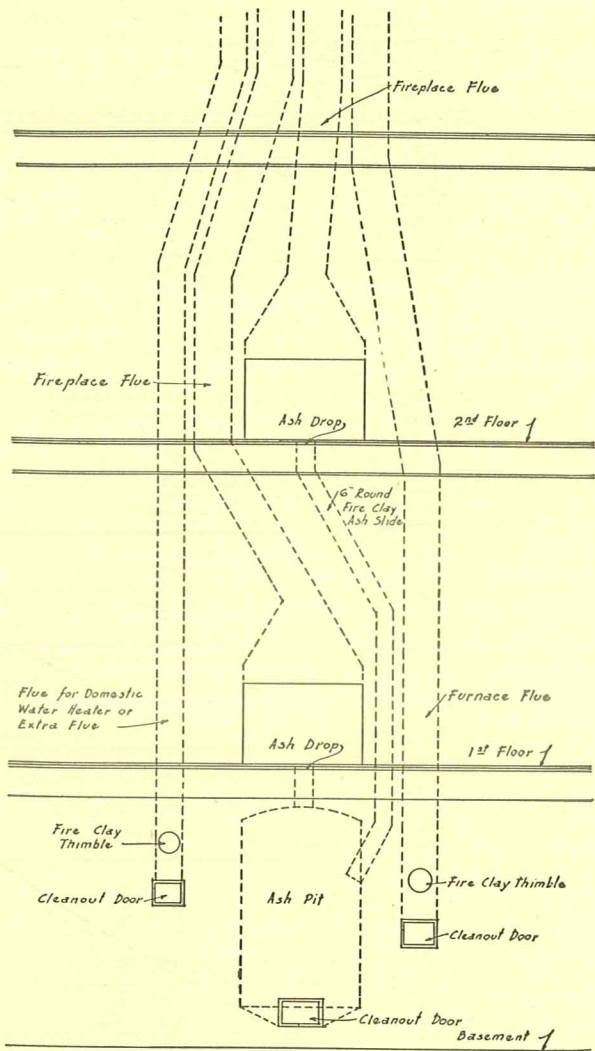 Fireplace Flue
Fireplace Flue
Ash Drop
2nd Floor
6" Round
Fire Clay
Ash Slide
Flue for Domestic
Water Heater or
Extra Flue
Furnace Flue
Ash Drop
1st Floor
Fire Clay
Thimble
Cleanout Door
Ash Pit
Fire Clay Thimble
Cleanout Door
Cleanout Door
Basement